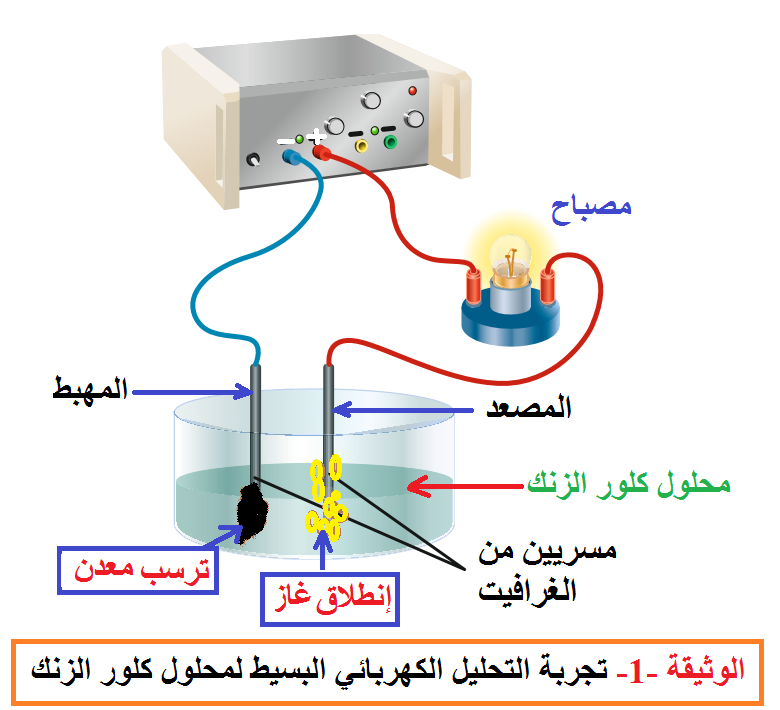 − +
مصباح
المهبط
المصعد
محلول كلور الزنك
مسريين من
الغرافيت
ترسب معدن
إنطلاق غاز
الوثيقة -1- تجربة التحليل الكهربائي البسيط لمحلول كلور الزنك